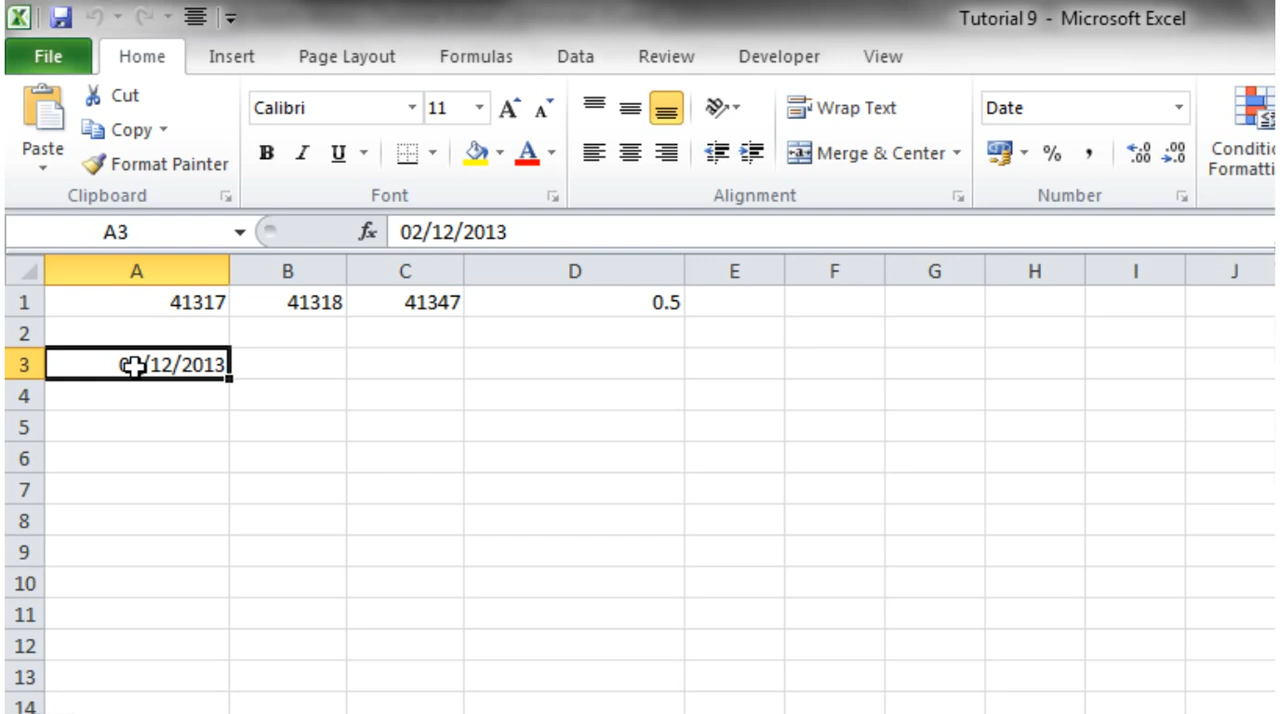 Tutorial 9 - Microsoft Excel
File Home Insert Page Layout Formulas Data Review Developer View
Paste
Cut
Copy
Format Painter
Clipboard
Calibri 11
B I U A
Font
Wrap Text
Merge & Center
Alignment
Date
% ,
Number
A3 fx 02/12/2013
A B C D E F G H I J
1 41317 41318 41347 0.5
2
3 /12/2013
4
5
6
7
8
9
10
11
12
13
14